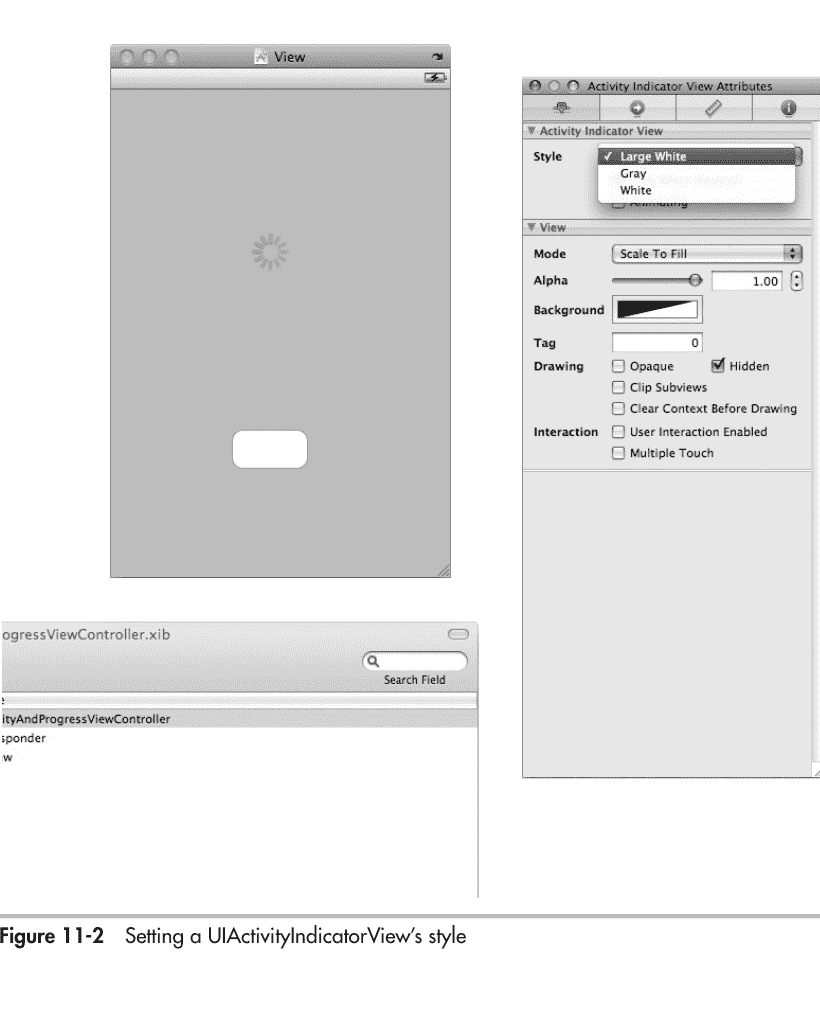 View
Activity Indicator View Attributes
Activity Indicator View
Style
✓ Large White
Gray
White
Animating
View
Mode Scale To Fill
Alpha 1.00
Background
Tag 0
Drawing Opaque Hidden
Clip Subviews
Clear Context Before Drawing
Interaction User Interaction Enabled
Multiple Touch
ogressViewController.xib
Search Field
e
ityAndProgressViewController
sponder
w
Figure 11-2 Setting a UIActivityIndicatorView's style